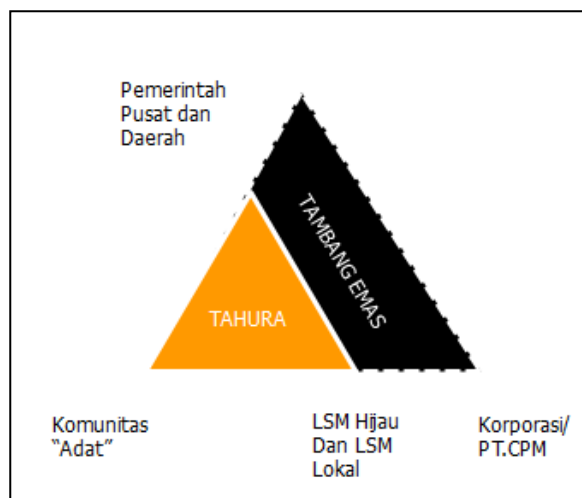 Pemerintah
Pusat dan
Daerah
TAMBANG EMAS
TAHURA
Komunitas
“Adat”
LSM Hijau
Dan LSM
Lokal
Korporasi/
PT.CPM